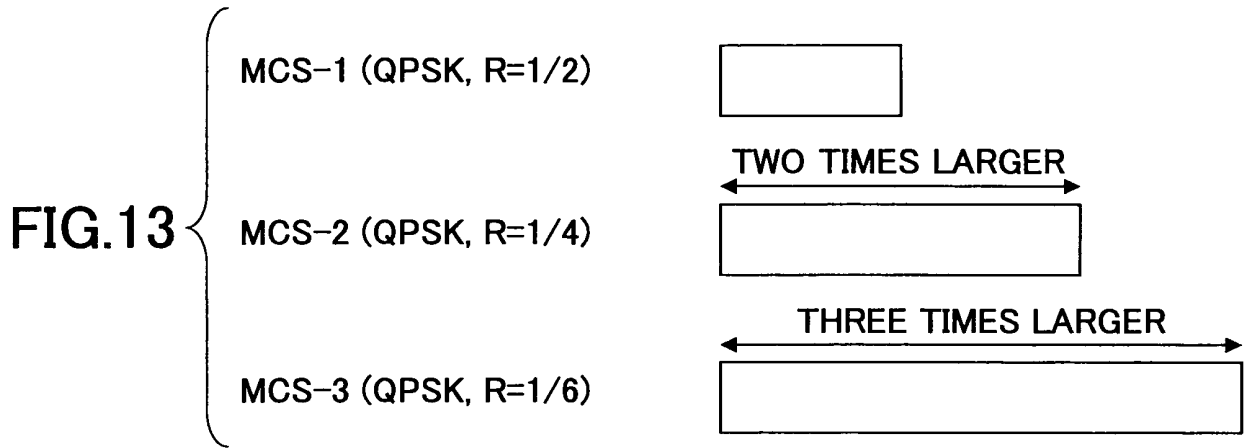 MCS-1 (QPSK, R=1/2)
TWO TIMES LARGER
FIG.13
MCS-2 (QPSK, R=1/4)
THREE TIMES LARGER
MCS-3 (QPSK, R=1/6)